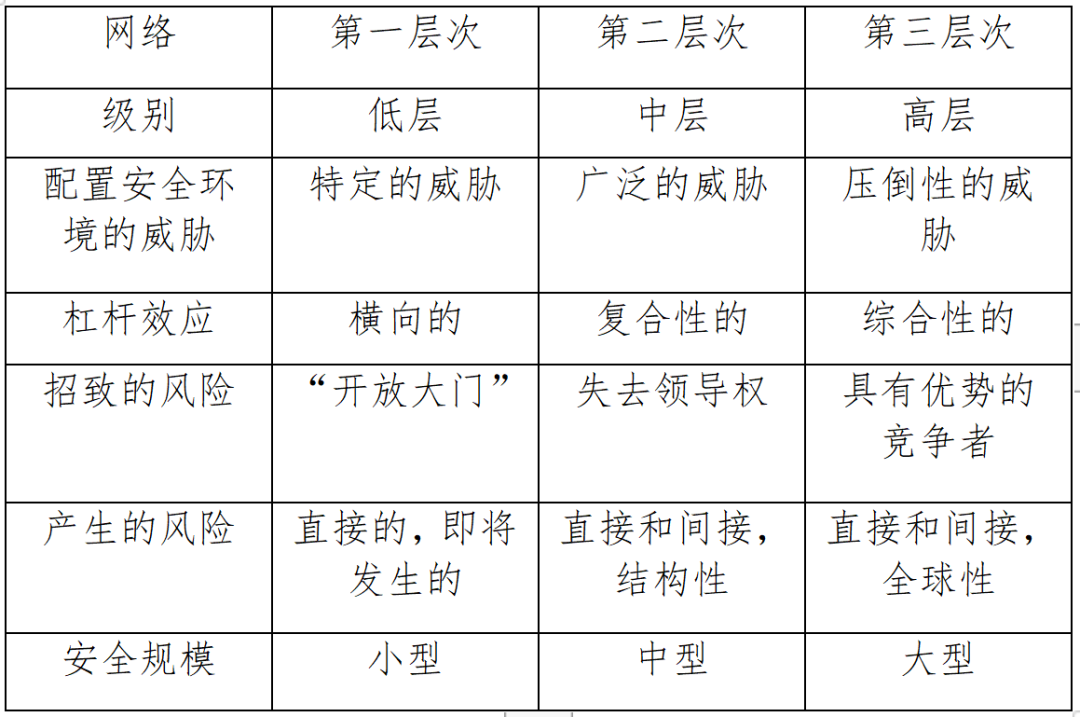 网络 第一层次 第二层次 第三层次
级别 低层 中层 高层
配置安全环 特定的威胁 广泛的威胁 压倒性的威
境的威胁 胁
杠杆效应 横向的 复合性的 综合性的
招致的风险 “开放大门” 失去领导权 具有优势的
竞争者
产生的风险 直接的，即将 直接和间接， 直接和间接，
发生的 结构性 全球性
安全规模 小型 中型 大型